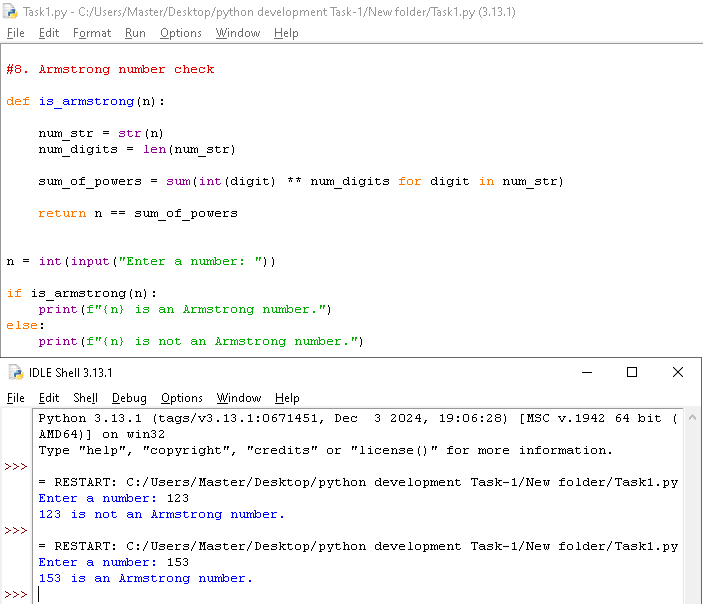 Task1.py - C:/Users/Master/Desktop/python development Task-1/New folder/Task1.py (3.13.1)
File Edit Format Run Options Window Help
#8. Armstrong number check
def is_armstrong(n):
    num_str = str(n)
    num_digits = len(num_str)
    sum_of_powers = sum(int(digit) ** num_digits for digit in num_str)
    return n == sum_of_powers
n = int(input("Enter a number: "))
if is_armstrong(n):
    print(f"{n} is an Armstrong number.")
else:
    print(f"{n} is not an Armstrong number.")
IDLE Shell 3.13.1
File Edit Shell Debug Options Window Help
Python 3.13.1 (tags/v3.13.1:0671451, Dec  3 2024, 19:06:28) [MSC v.1942 64 bit (
AMD64)] on win32
Type "help", "copyright", "credits" or "license()" for more information.
>>>
= RESTART: C:/Users/Master/Desktop/python development Task-1/New folder/Task1.py
Enter a number: 123
123 is not an Armstrong number.
>>>
= RESTART: C:/Users/Master/Desktop/python development Task-1/New folder/Task1.py
Enter a number: 153
153 is an Armstrong number.
>>>